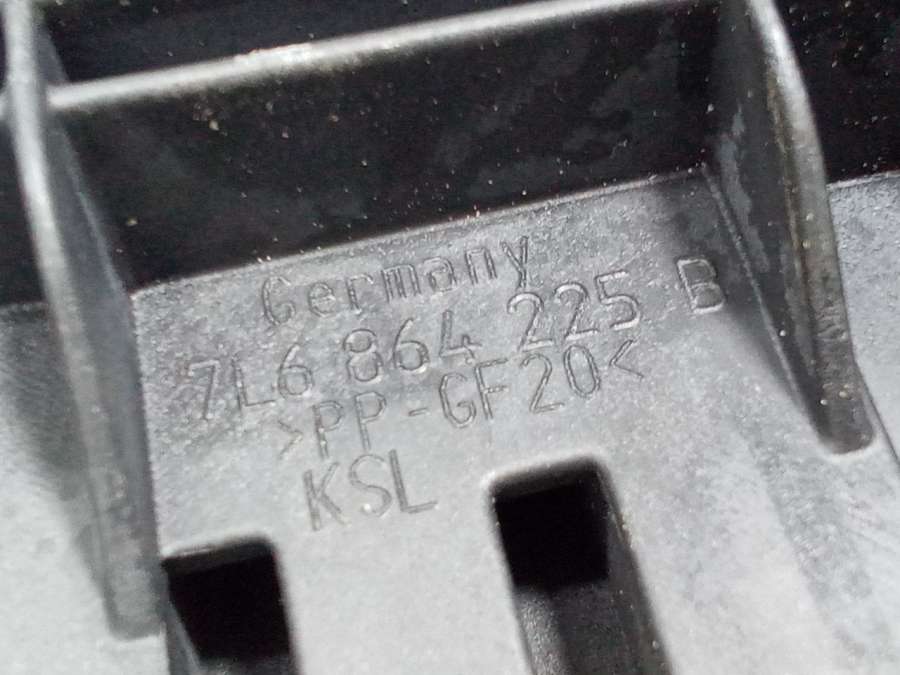 Germany
7L6 864 225 B
>PP-GF20<
KSL